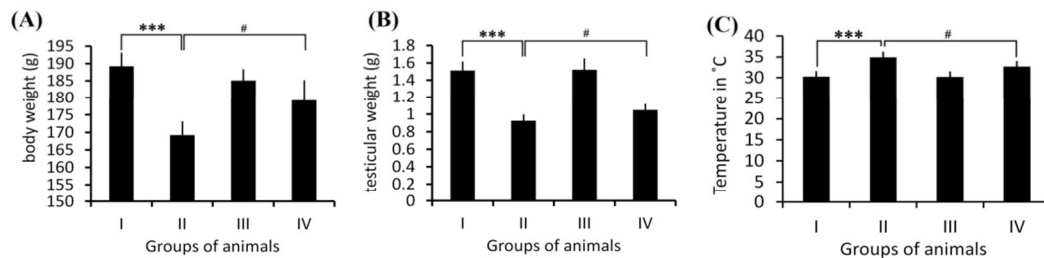 (A)
***
#
body weight (g)
195
190
185
180
175
170
165
160
155
150
I II III IV
Groups of animals
(B)
***
#
testicular weight (g)
1.8
1.6
1.4
1.2
1
0.8
0.6
0.4
0.2
0
I II III IV
Groups of animals
(C)
***
#
Temperature in ˚C
40
35
30
25
20
15
10
5
0
I II III IV
Groups of animals